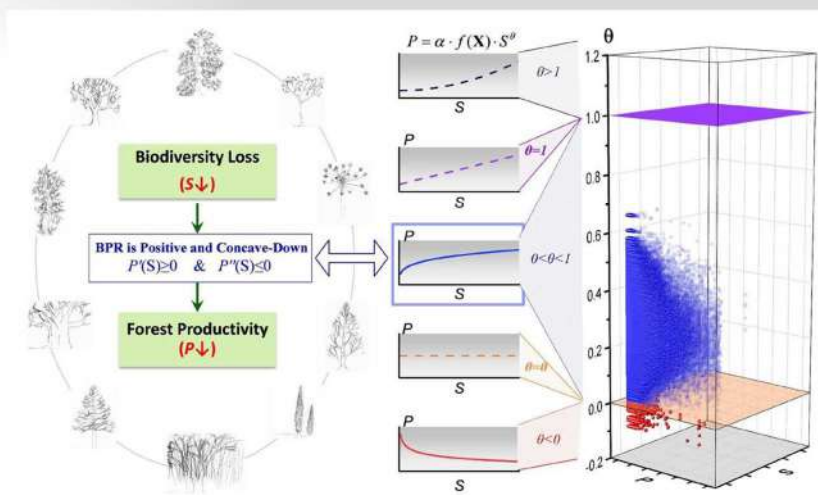 Biodiversity Loss
(S↓)
BPR is Positive and Concave-Down
P'(S)≥0 & P''(S)≤0
Forest Productivity
(P↓)
P = α · f(X) · S^θ
S
θ>1
P
S
θ=1
P
S
0<θ<1
P
S
θ=0
P
S
θ<0
θ
1.2
1.0
0.8
0.6
0.4
0.2
0.0
-0.2
P
S